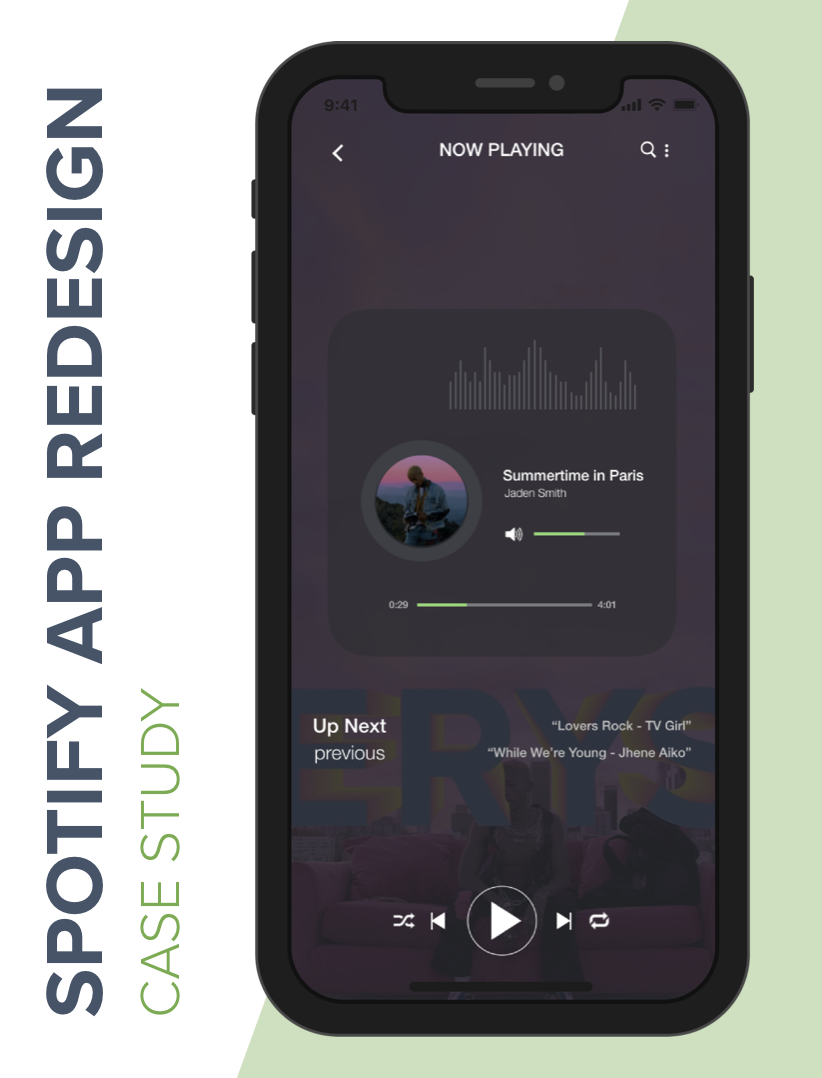 SPOTIFY APP REDESIGN
CASE STUDY
9:41
NOW PLAYING
Summertime in Paris
Jaden Smith
0:29 4:01
ERYS
Up Next “Lovers Rock - TV Girl”
previous “While We’re Young - Jhene Aiko”